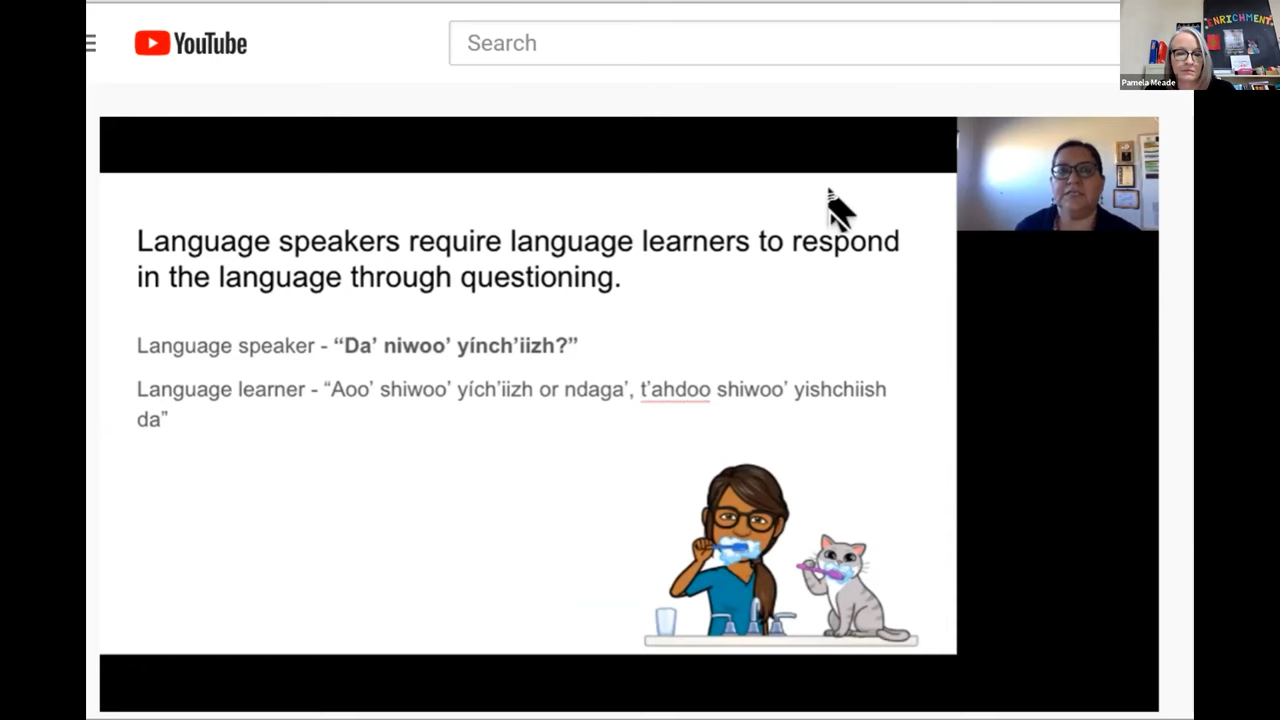 YouTube
Search
ENRICHMENT
Pamela Meade
Language speakers require language learners to respond
in the language through questioning.
Language speaker - “Da’ niwoo’ yínch’iizh?”
Language learner - “Aoo’ shiwoo’ yích’iizh or ndaga’, t’ahdoo shiwoo’ yishchiish
da”